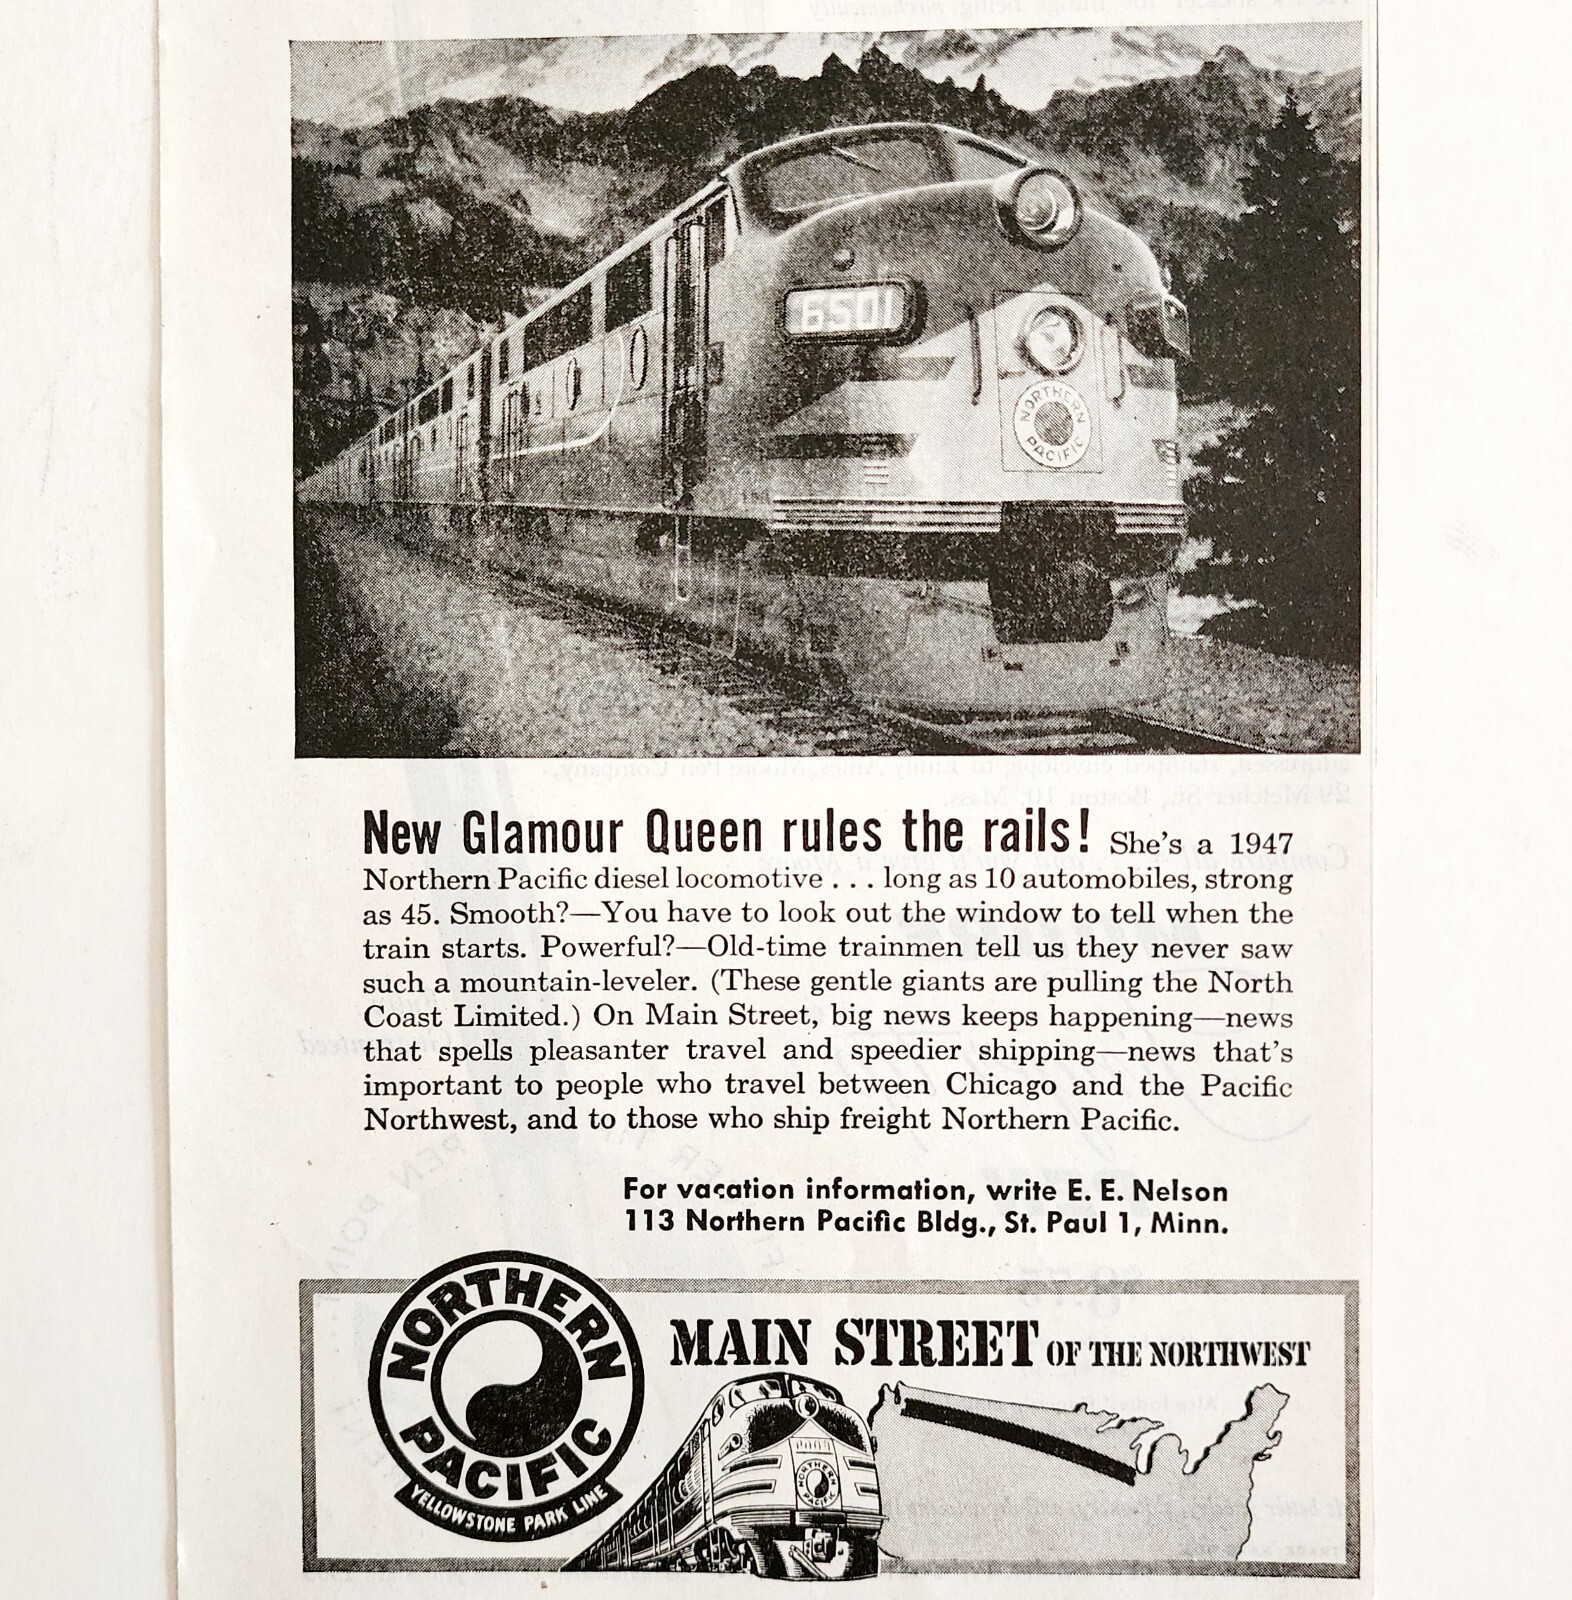 6501
NORTHERN
PACIFIC
New Glamour Queen rules the rails! She's a 1947
Northern Pacific diesel locomotive . . . long as 10 automobiles, strong
as 45. Smooth?—You have to look out the window to tell when the
train starts. Powerful?—Old-time trainmen tell us they never saw
such a mountain-leveler. (These gentle giants are pulling the North
Coast Limited.) On Main Street, big news keeps happening—news
that spells pleasanter travel and speedier shipping—news that's
important to people who travel between Chicago and the Pacific
Northwest, and to those who ship freight Northern Pacific.
For vacation information, write E. E. Nelson
113 Northern Pacific Bldg., St. Paul 1, Minn.
NORTHERN
PACIFIC
YELLOWSTONE PARK LINE
MAIN STREET OF THE NORTHWEST
NORTHERN
PACIFIC